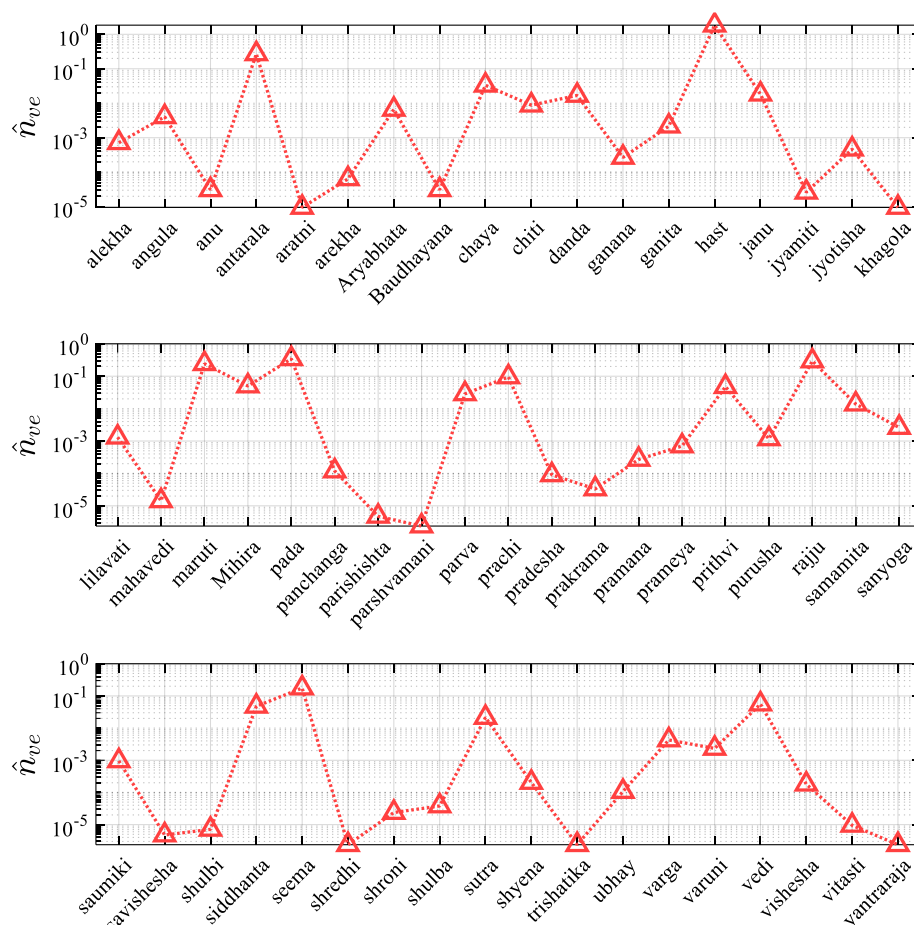 10^0
10^-1
10^-3
10^-5
n̂_ve
alekha angula anu antarala aratni arekha Aryabhata Baudhayana chaya chiti danda ganana ganita hast janu jyamiti jyotisha khagola
10^0
10^-1
10^-3
10^-5
n̂_ve
lilavati mahavedi maruti Mihira pada panchanga parishishta parshvamani parva prachi pradesha prakrama pramana prameya prithvi purusha rajju samamita sanyoga
10^0
10^-1
10^-3
10^-5
n̂_ve
saumiki savishesha shulbi siddhanta seema shredhi shroni shulba sutra shyena trishatika ubhay varga varuni vedi vishesha vitasti yantraraja